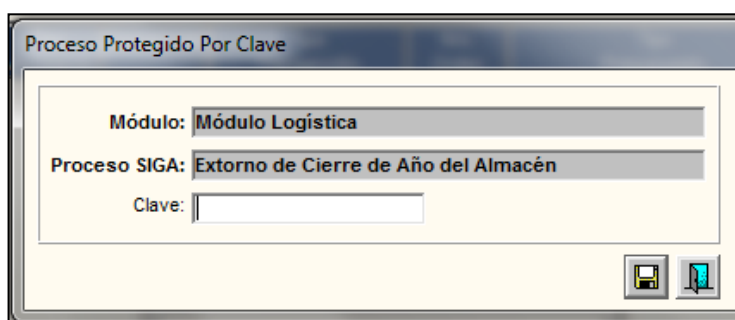 Proceso Protegido Por Clave
Módulo: Módulo Logística
Proceso SIGA: Extorno de Cierre de Año del Almacén
Clave: